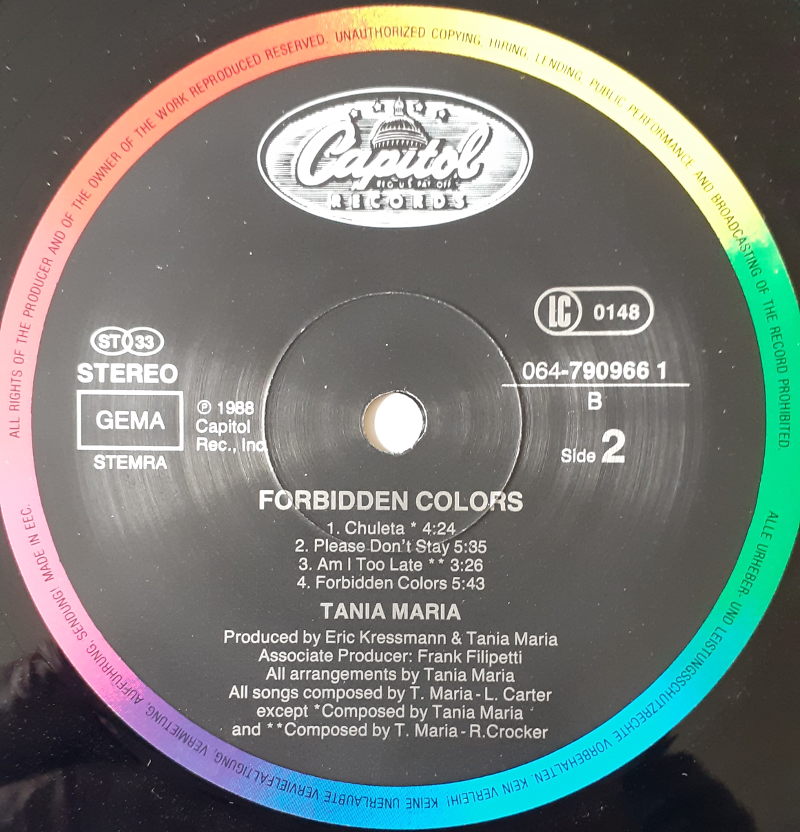 ALL RIGHTS OF THE PRODUCER AND OF THE OWNER OF THE WORK REPRODUCED RESERVED. UNAUTHORIZED COPYING, HIRING, LENDING, PUBLIC PERFORMANCE AND BROADCASTING OF THE RECORD PROHIBITED.
Capitol
REG. U.S. PAT. OFF.
RECORDS
LC 0148
ST 33
STEREO
GEMA
STEMRA
℗ 1988
Capitol
Rec., Inc.
064-790966 1
B
Side 2
FORBIDDEN COLORS
1. Chuleta * 4:24
2. Please Don't Stay 5:35
3. Am I Too Late ** 3:26
4. Forbidden Colors 5:43
TANIA MARIA
Produced by Eric Kressmann & Tania Maria
Associate Producer: Frank Filipetti
All arrangements by Tania Maria
All songs composed by T. Maria - L. Carter
except *Composed by Tania Maria
and **Composed by T. Maria - R.Crocker
ALLE URHEBER- UND LEISTUNGSSCHUTZRECHTE VORBEHALTEN. KEIN VERLEIH! KEINE UNERLAUBTE VERVIELFÄLTIGUNG, VERMIETUNG, AUFFÜHRUNG, SENDUNG! MADE IN EEC.